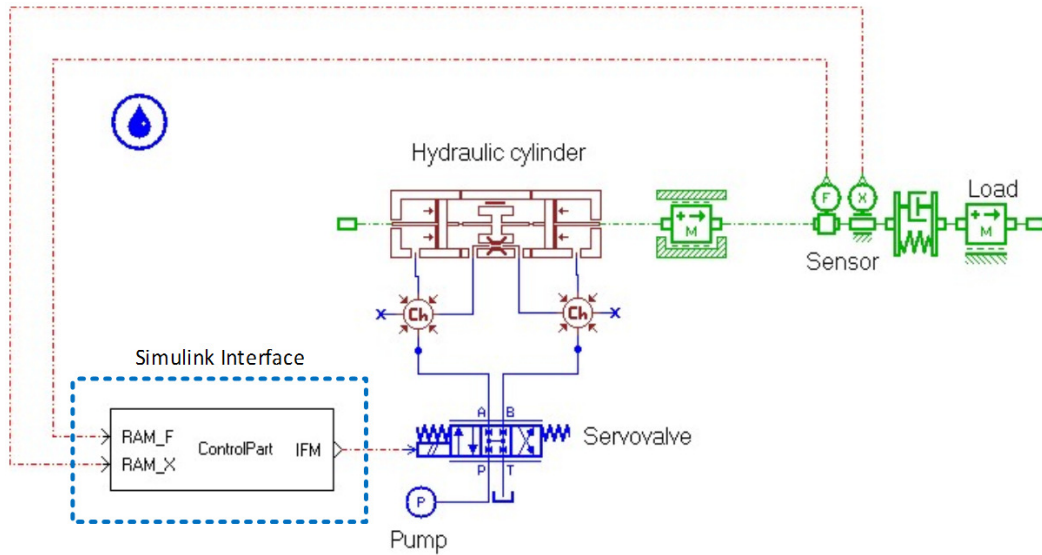 Hydraulic cylinder
F
X
Load
M
M
Sensor
Ch
Ch
X
X
Simulink Interface
A
B
RAM_F
ControlPart
IFM
RAM_X
Servovalve
P
T
P
Pump